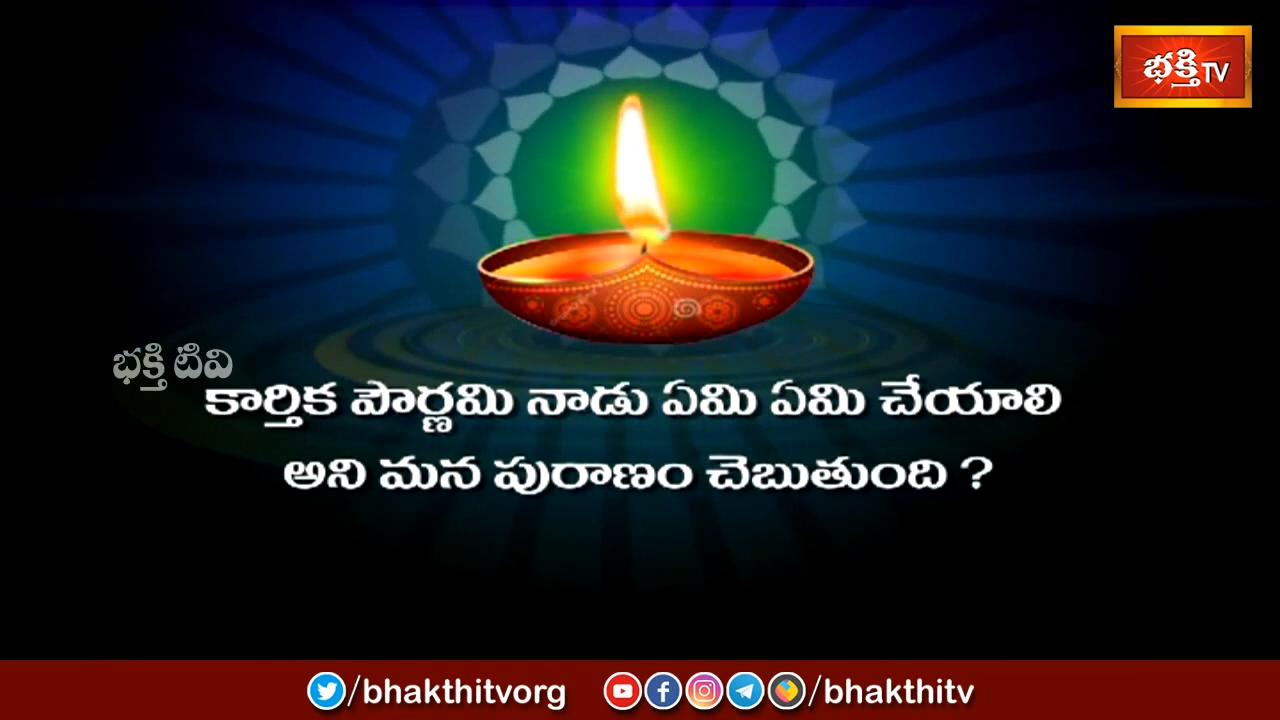 భక్తి TV
భక్తి టివి
కార్తిక పౌర్ణమి నాడు ఏమి ఏమి చేయాలి
అని మన పురాణం చెబుతుంది ?
/bhakthitvorg /bhakthitv